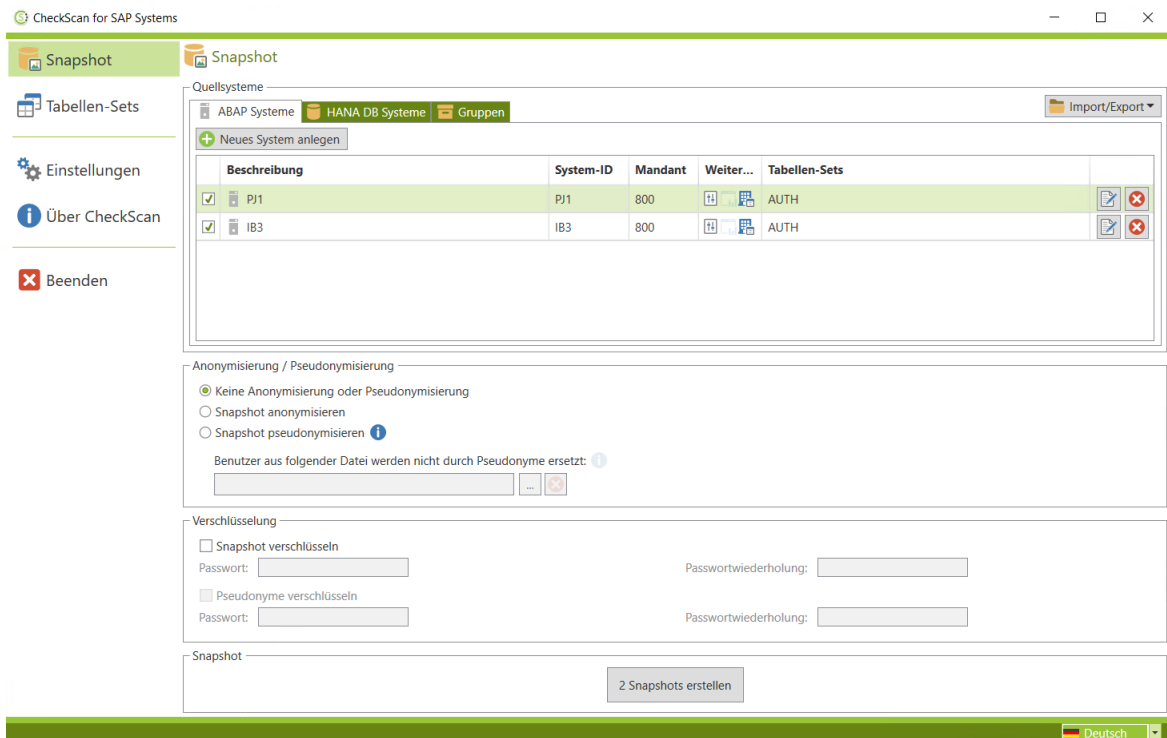 CheckScan for SAP Systems
Snapshot
Tabellen-Sets
Einstellungen
Über CheckScan
Beenden
Snapshot
Quellsysteme
ABAP Systeme HANA DB Systeme Gruppen Import/Export
Neues System anlegen
Beschreibung System-ID Mandant Weiter... Tabellen-Sets
PJ1 PJ1 800 AUTH
IB3 IB3 800 AUTH
Anonymisierung / Pseudonymisierung
Keine Anonymisierung oder Pseudonymisierung
Snapshot anonymisieren
Snapshot pseudonymisieren
Benutzer aus folgender Datei werden nicht durch Pseudonyme ersetzt:
...
Verschlüsselung
Snapshot verschlüsseln
Passwort: Passwortwiederholung:
Pseudonyme verschlüsseln
Passwort: Passwortwiederholung:
Snapshot
2 Snapshots erstellen
Deutsch